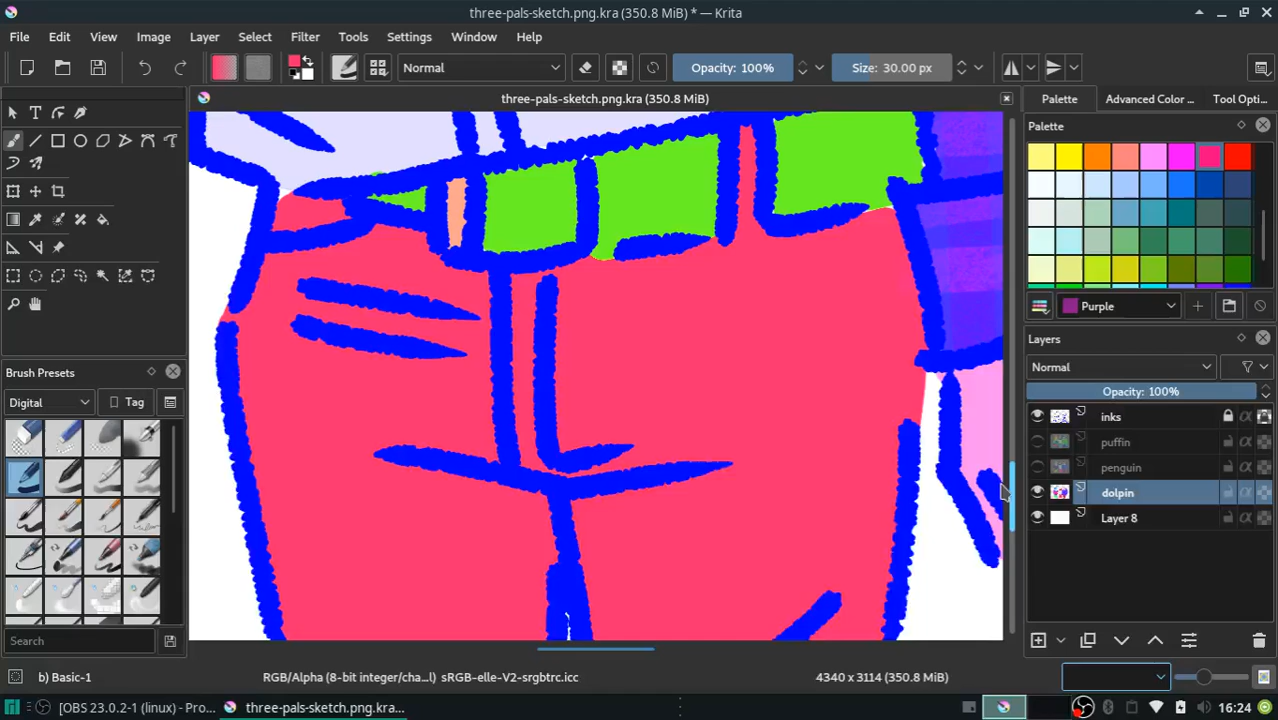 three-pals-sketch.png.kra (350.8 MiB) * — Krita
File Edit View Image Layer Select Filter Tools Settings Window Help
Normal Opacity: 100% Size: 30.00 px
three-pals-sketch.png.kra (350.8 MiB)
Palette Advanced Color ... Tool Opti...
Palette
Purple
Layers
Brush Presets
Normal
Digital Tag
Opacity: 100%
inks
puffin
penguin
dolpin
Layer 8
Search
b) Basic-1 RGB/Alpha (8-bit integer/cha...l) sRGB-elle-V2-srgbtrc.icc 4340 x 3114 (350.8 MiB)
[OBS 23.0.2-1 (linux) - Pro... three-pals-sketch.png.kra... 16:24